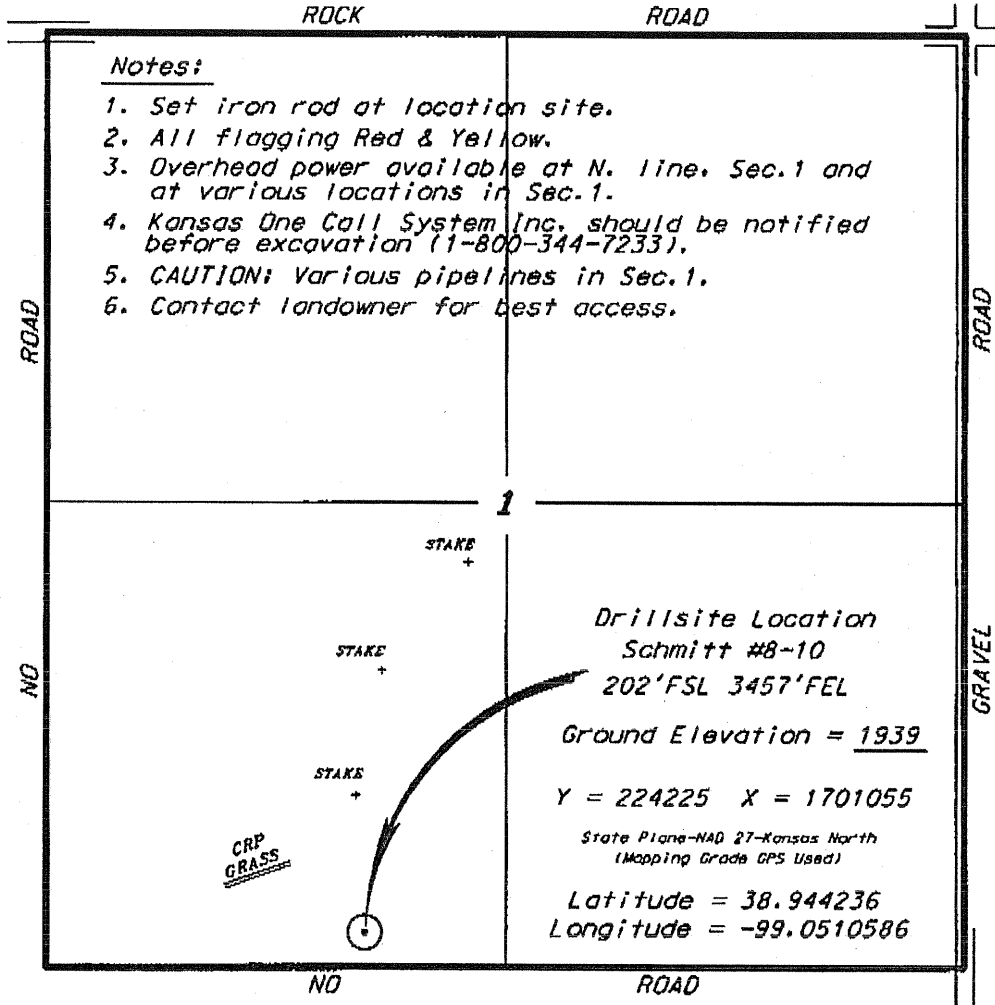 ROCK ROAD
Notes:
1. Set iron rod at location site.
2. All flagging Red & Yellow.
3. Overhead power available at N. line. Sec.1 and
at various locations in Sec.1.
4. Kansas One Call System Inc. should be notified
before excavation (1-800-344-7233).
5. CAUTION: Various pipelines in Sec.1.
6. Contact landowner for best access.
ROAD
ROAD
1
STAKE
STAKE
STAKE
CRP
GRASS
Drillsite Location
Schmitt #8-10
202'FSL 3457'FEL
Ground Elevation = 1939
Y = 224225 X = 1701055
State Plane-NAD 27-Kansas North
(Mapping Grade GPS Used)
Latitude = 38.944236
Longitude = -99.0510586
NO
GRAVEL
NO ROAD